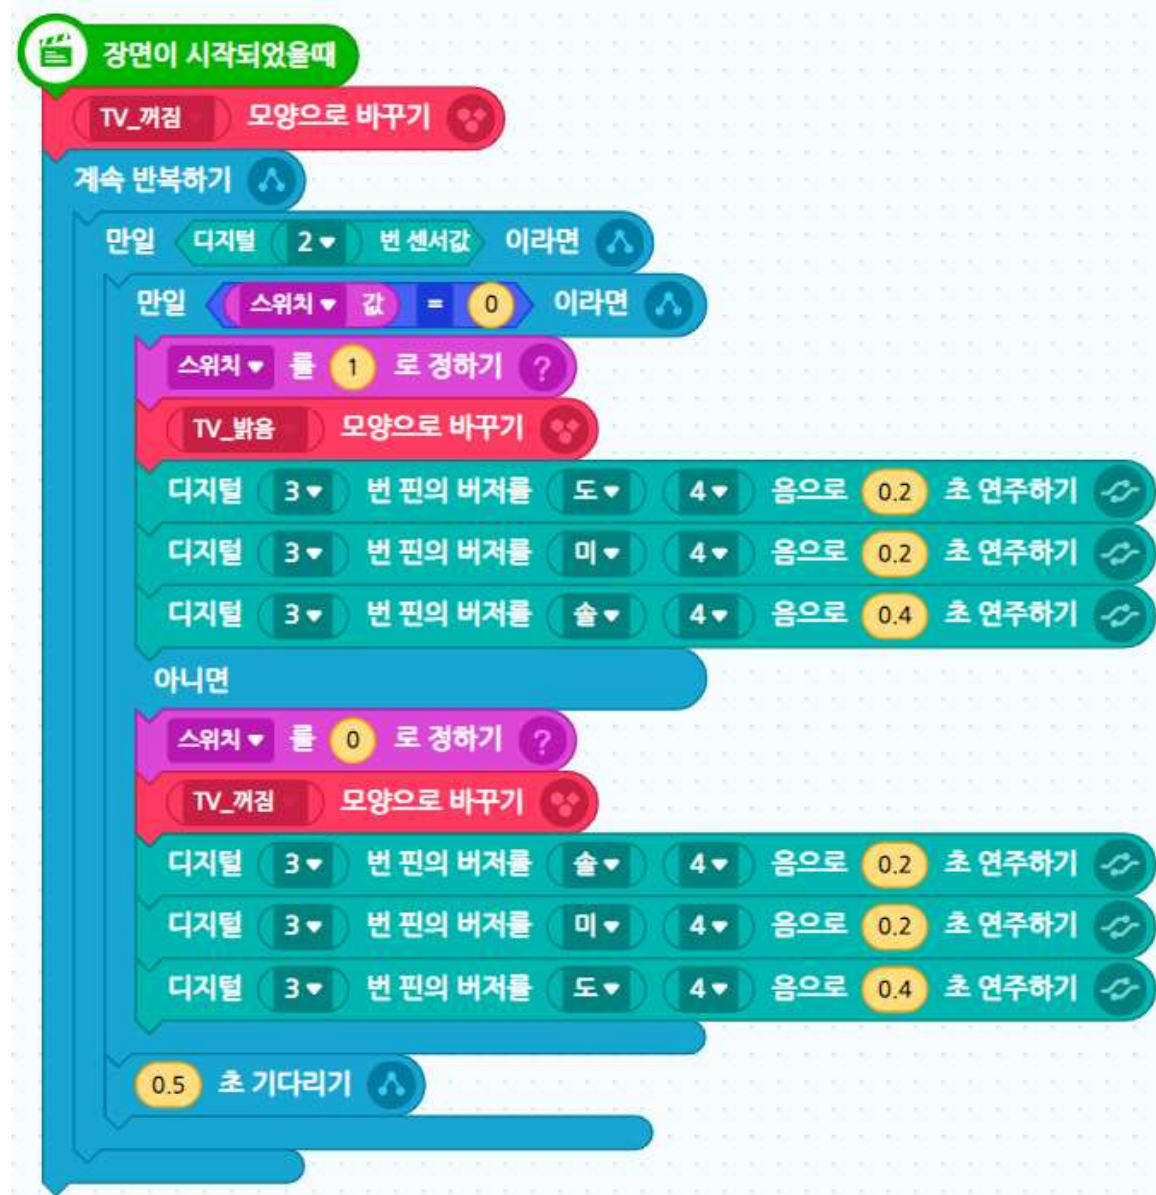 장면이 시작되었을때
TV_꺼짐 모양으로 바꾸기
계속 반복하기
만일 디지털 2 번 센서값 이라면
만일 스위치 값 = 0 이라면
스위치 를 1 로 정하기 ?
TV_밝음 모양으로 바꾸기
디지털 3 번 핀의 버저를 도 4 음으로 0.2 초 연주하기
디지털 3 번 핀의 버저를 미 4 음으로 0.2 초 연주하기
디지털 3 번 핀의 버저를 솔 4 음으로 0.4 초 연주하기
아니면
스위치 를 0 로 정하기 ?
TV_꺼짐 모양으로 바꾸기
디지털 3 번 핀의 버저를 솔 4 음으로 0.2 초 연주하기
디지털 3 번 핀의 버저를 미 4 음으로 0.2 초 연주하기
디지털 3 번 핀의 버저를 도 4 음으로 0.4 초 연주하기
0.5 초 기다리기